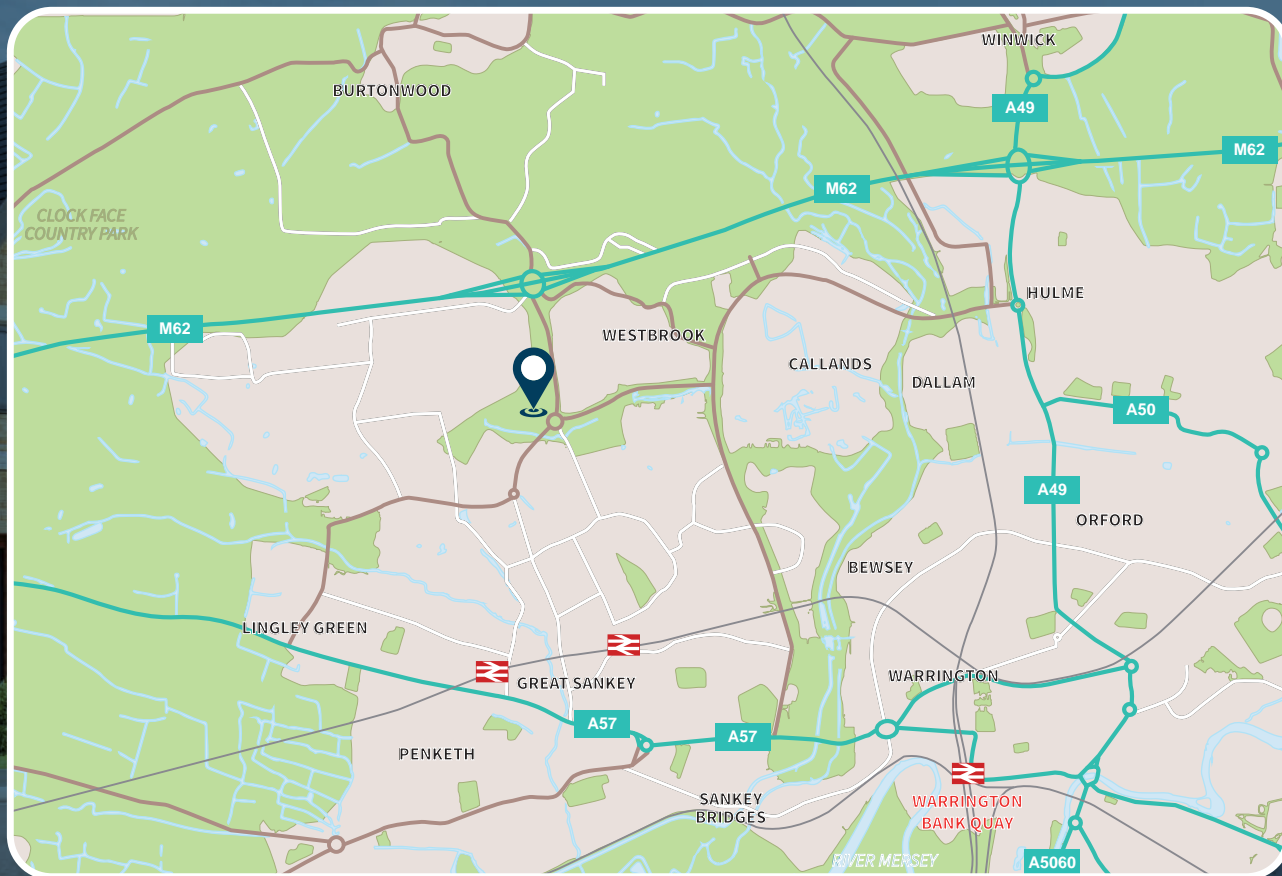 WINWICK
BURTONWOOD
A49
M62
M62
CLOCK FACE
COUNTRY PARK
HULME
M62
WESTBROOK
CALLANDS
DALLAM
A50
A49
ORFORD
BEWSEY
LINGLEY GREEN
WARRINGTON
GREAT SANKEY
A57
A57
PENKETH
SANKEY
BRIDGES
WARRINGTON
BANK QUAY
RIVER MERSEY
A5060